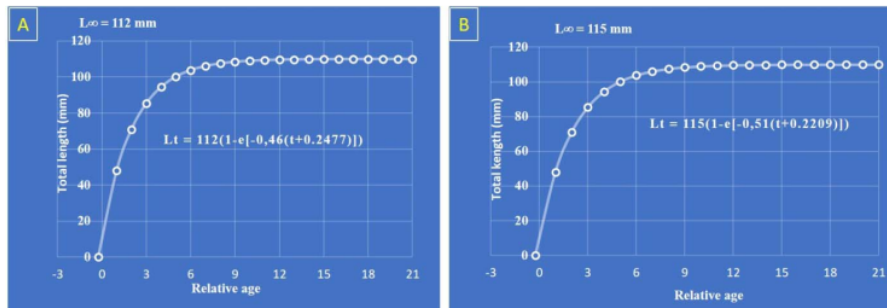 A
L∞ = 112 mm
120
100
80
60
40
20
0
Total length (mm)
Lt = 112(1-e[-0,46(t+0.2477)])
-3 0 3 6 9 12 15 18 21
Relative age
B
L∞ = 115 mm
120
100
80
60
40
20
0
Total kength (mm)
Lt = 115(1-e[-0,51(t+0.2209)])
-3 0 3 6 9 12 15 18 21
Relative age